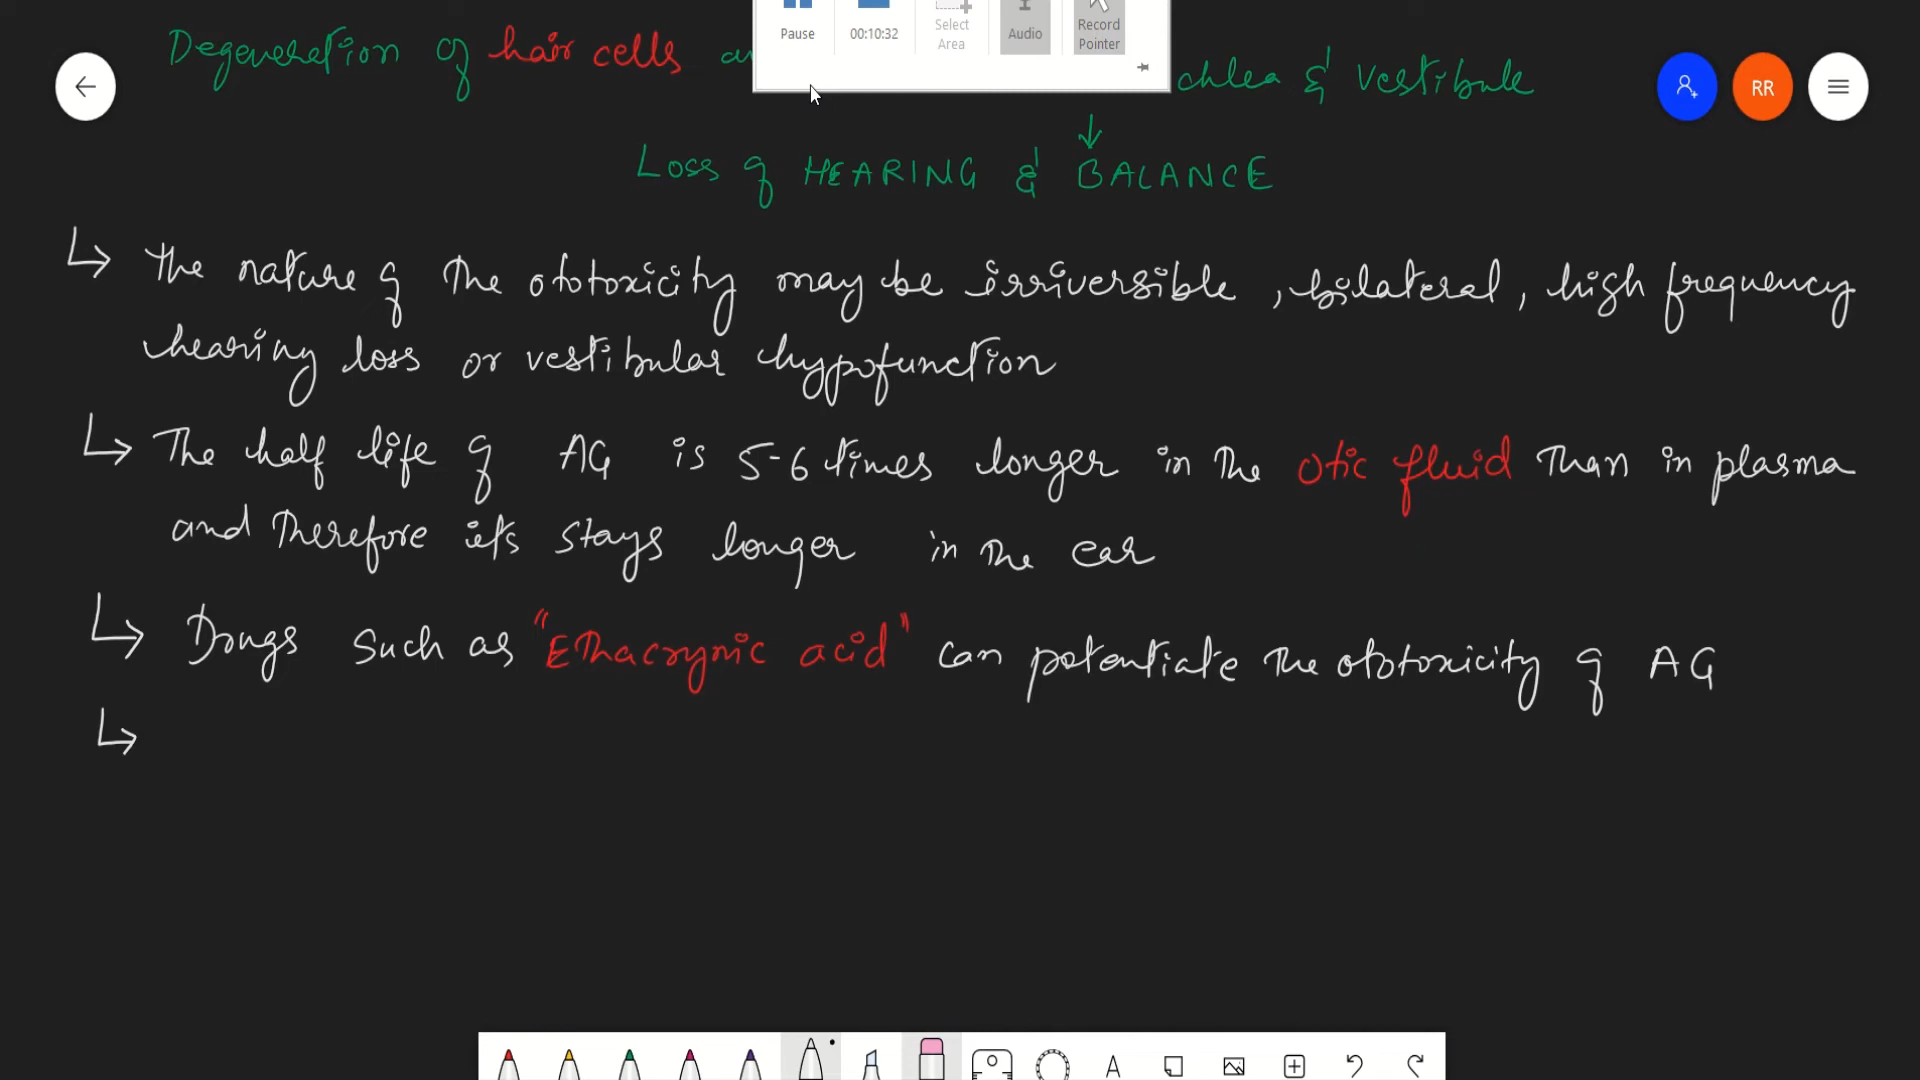 Pause
00:10:32
Select
Area
Audio
Record
Pointer
Degeneretion of hair cells
chlea & vestibule
RR
↓
Loss of HEARING & BALANCE
↳ The nature of the ototoxicity may be irriversible, bilateral, high frequency
hearing loss or vestibular hypofunction
↳ The half life of AG is 5-6 times longer in the otic fluid than in plasma
and therefore it's stays longer in the ear
↳ Drugs such as "Ethacrynic acid" can potentiate the ototoxicity of AG
↳
A